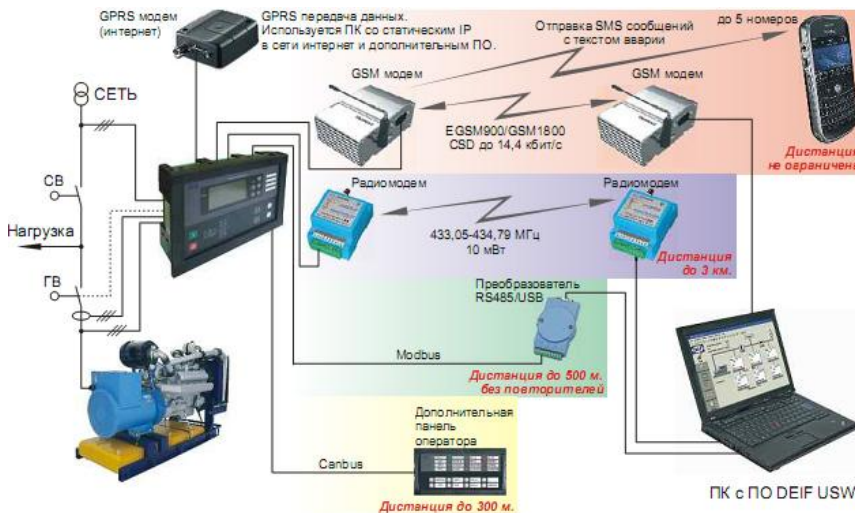 GPRS модем
(интернет)
GPRS передача данных.
Используется ПК со статическим IP
в сети интернет и дополнительным ПО.
Отправка SMS сообщений
с текстом аварии
до 5 номеров
GSM модем
GSM модем
EGSM900/GSM1800
CSD до 14,4 кбит/с
Дистанция
не ограничена
СЕТЬ
СВ
Нагрузка
ГВ
Радиомодем
Радиомодем
433,05-434,79 МГц
10 мВт
Дистанция
до 3 км.
Преобразователь
RS485/USB
Modbus
Дистанция до 500 м.
без повторителей
Дополнительная
панель
оператора
Canbus
Дистанция до 300 м.
ПК с ПО DEIF USW